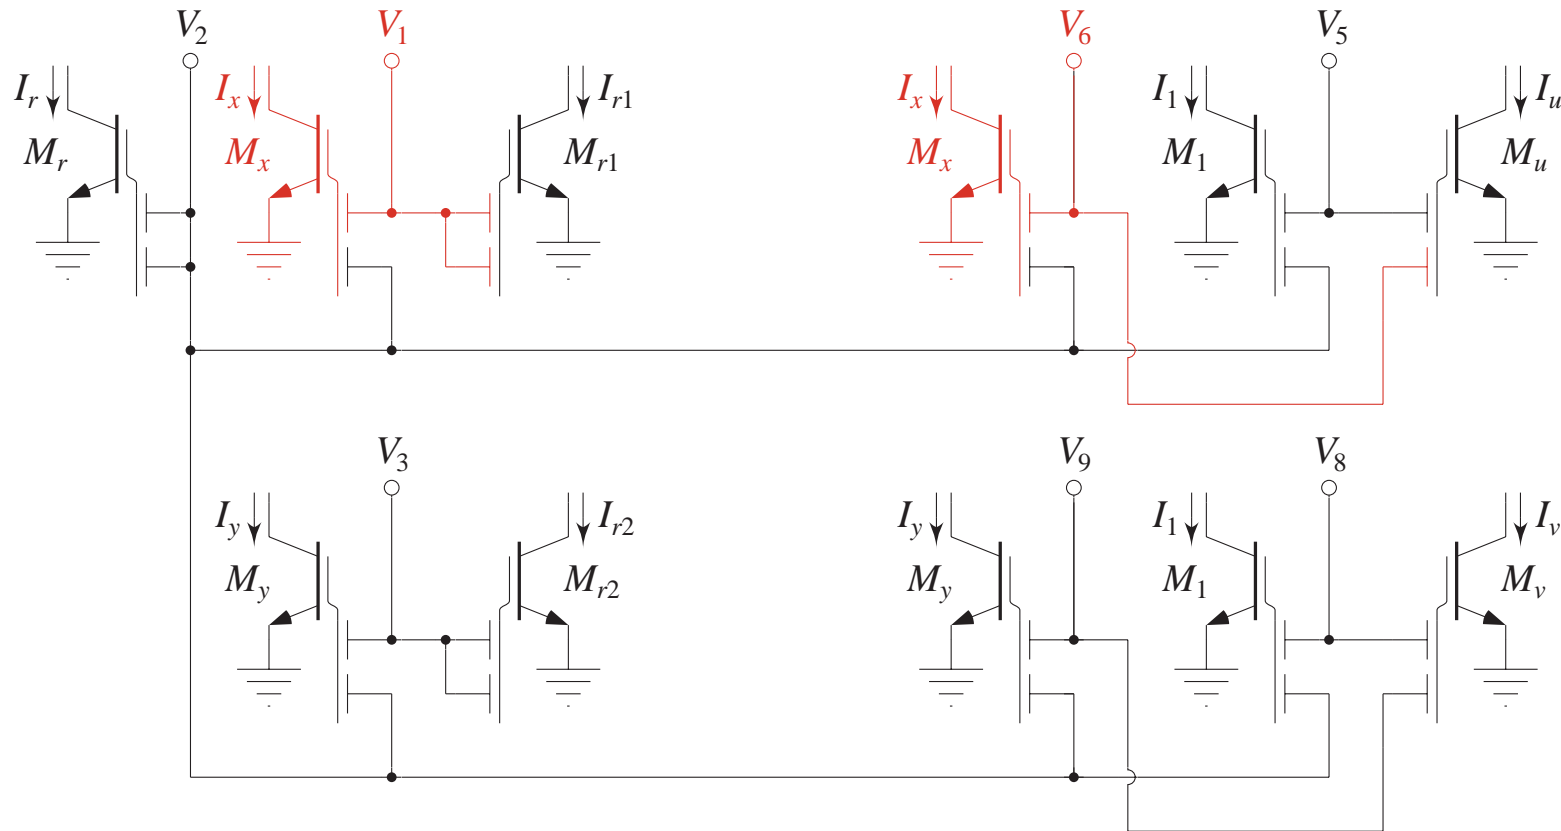 V2 V1 V6 V5
Ir Ix Ir1 Ix I1 Iu
Mr Mx Mr1 Mx M1 Mu
V3 V9 V8
Iy Ir2 Iy I1 Iv
My Mr2 My M1 Mv